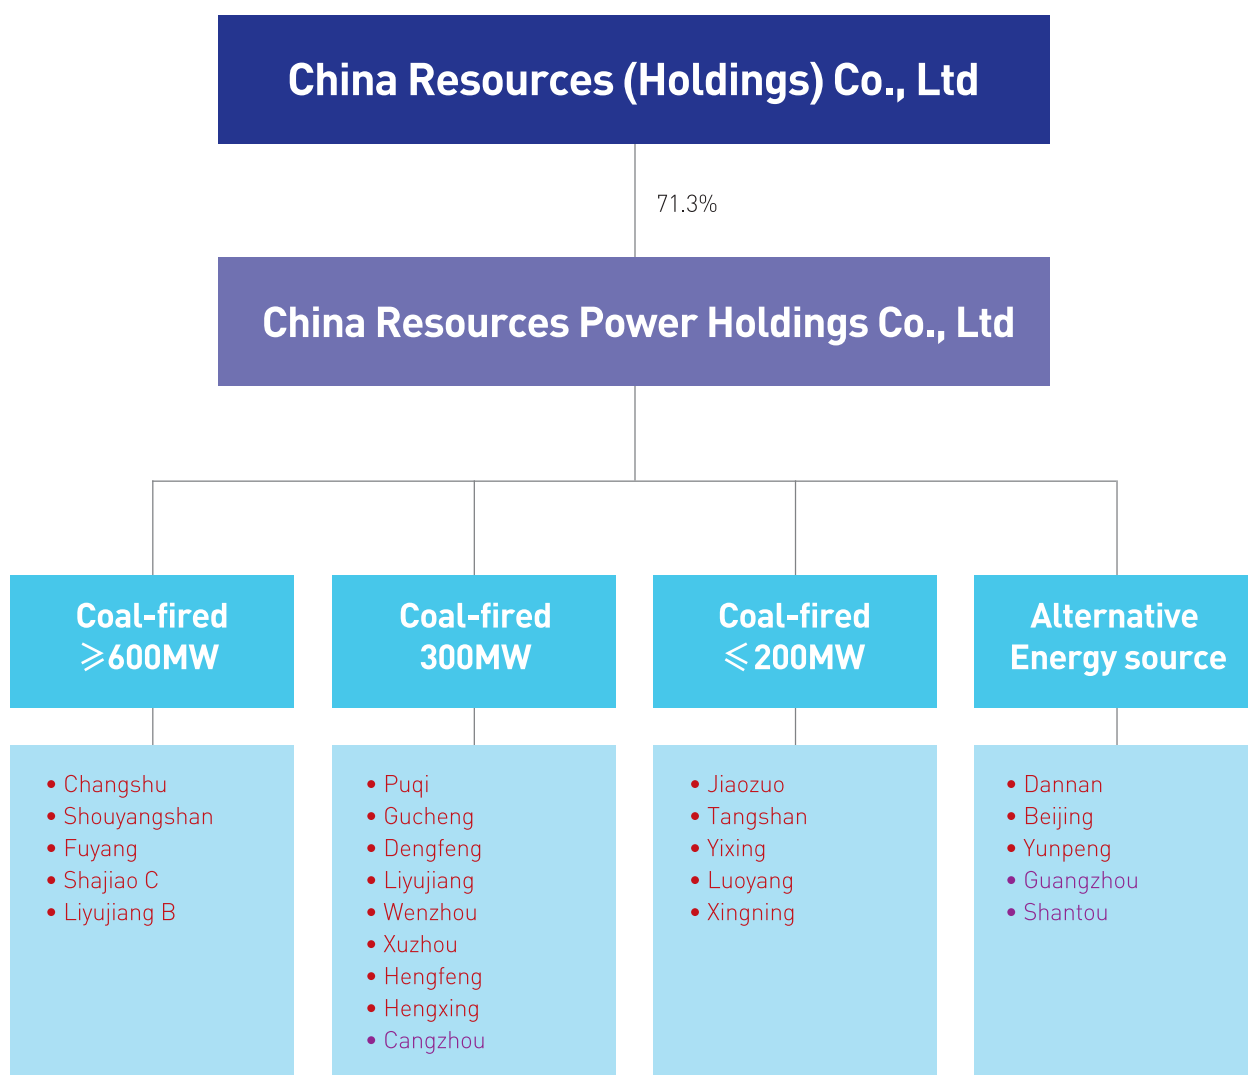 China Resources (Holdings) Co., Ltd
71.3%
China Resources Power Holdings Co., Ltd
Coal-fired
⩾600MW
• Changshu
• Shouyangshan
• Fuyang
• Shajiao C
• Liyujiang B
Coal-fired
300MW
• Puqi
• Gucheng
• Dengfeng
• Liyujiang
• Wenzhou
• Xuzhou
• Hengfeng
• Hengxing
• Cangzhou
Coal-fired
⩽200MW
• Jiaozuo
• Tangshan
• Yixing
• Luoyang
• Xingning
Alternative
Energy source
• Dannan
• Beijing
• Yunpeng
• Guangzhou
• Shantou